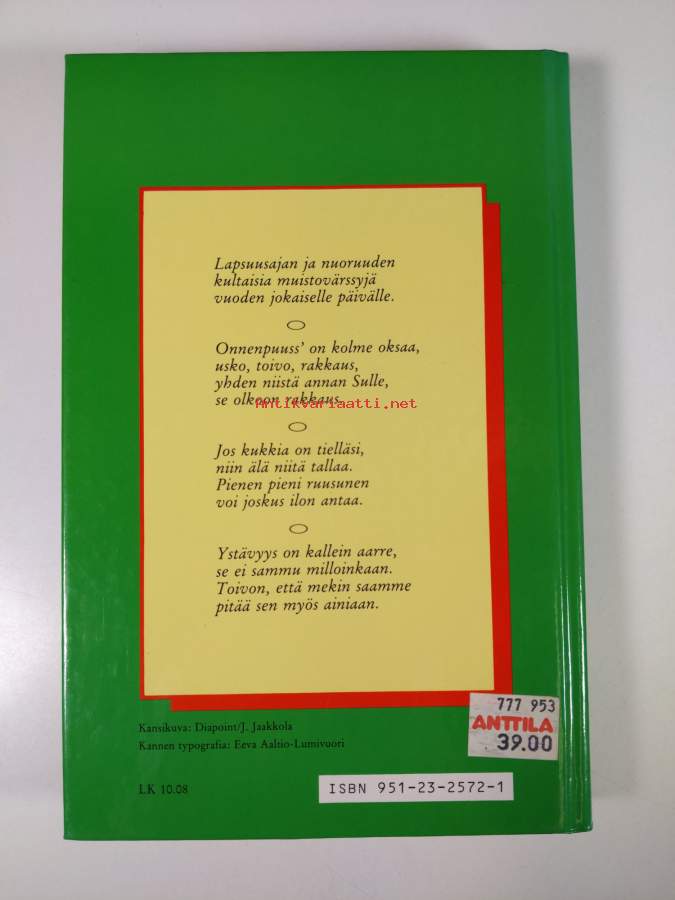 Lapsuusajan ja nuoruuden
kultaisia muistovärssyjä
vuoden jokaiselle päivälle.
Onnenpuuss' on kolme oksaa,
usko, toivo, rakkaus,
yhden niistä annan Sulle,
se olkoon rakkaus.
Antikvariaatti.net
Jos kukkia on tielläsi,
niin älä niitä tallaa.
Pienen pieni ruusunen
voi joskus ilon antaa.
Ystävyys on kallein aarre,
se ei sammu milloinkaan.
Toivon, että mekin saamme
pitää sen myös ainiaan.
777 953
ANTTILA
39.00
Kansikuva: Diapoint/J. Jaakkola
Kannen typografia: Eeva Aaltio-Lumivuori
LK 10.08
ISBN 951-23-2572-1